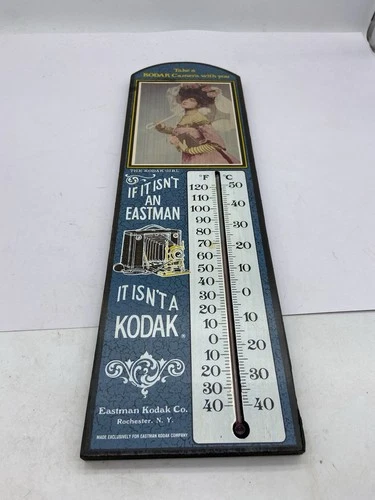 Take a
KODAK Camera with you
THE KODAK GIRL
IF IT ISN'T
AN
EASTMAN
IT ISN'T A
KODAK®
Eastman Kodak Co.
Rochester, N. Y.
MADE EXCLUSIVELY FOR EASTMAN KODAK COMPANY
°F °C
120 50
110
100 40
90
80 30
70
60 20
50 10
40
30 0
20
10 10
0 20
10
20 30
30
40 40